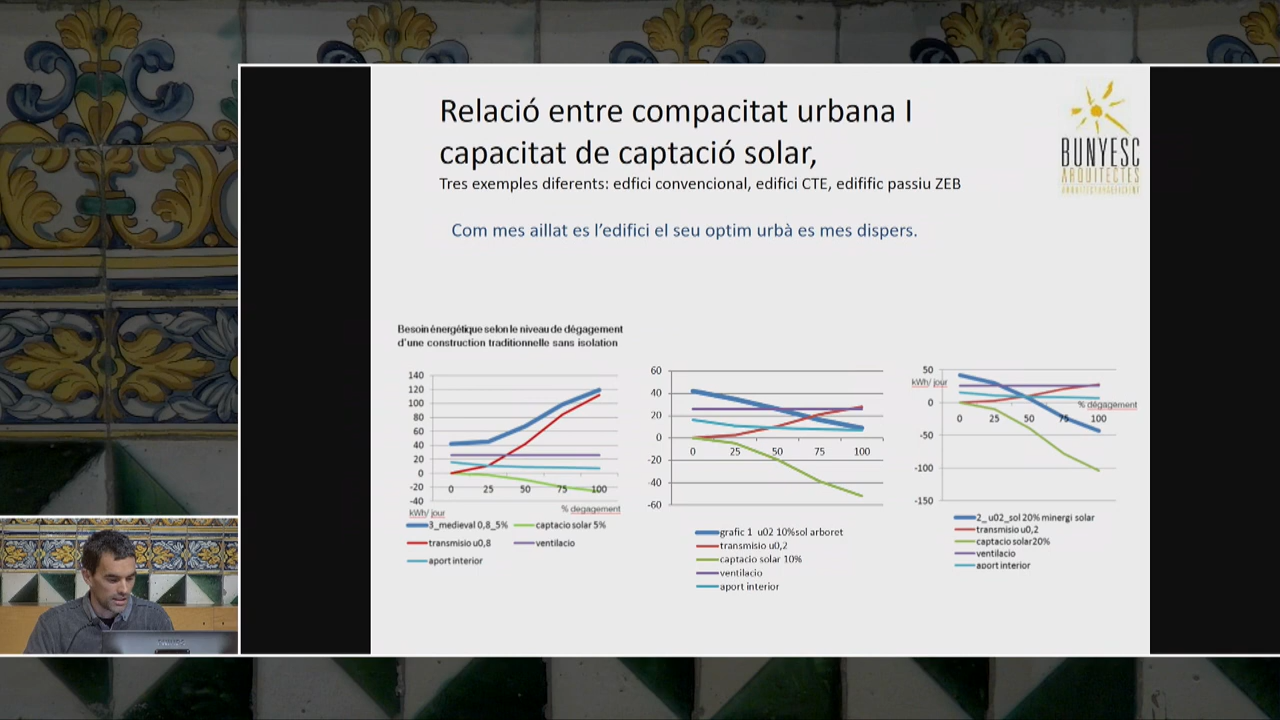 Relació entre compacitat urbana I
capacitat de captació solar,
Tres exemples diferents: edfici convencional, edifici CTE, edifific passiu ZEB
BUNYESC
ARQUITECTES
Com mes aillat es l'edifici el seu optim urbà es mes dispers.
Besoin énergétique selon le niveau de dégagement
d'une construction traditionnelle sans isolation
140
120
100
80
60
40
20
0
-20
-40
0 25 50 75 100
kWh/ jour
% degagement
3_medieval 0,8_5% captacio solar 5%
transmisio u0,8 ventilacio
aport interior
60
40
20
0
-20
-40
-60
0 25 50 75 100
grafic 1 u02 10%sol arboret
transmisio u0,2
captacio solar 10%
ventilacio
aport interior
50
kWh/ jour
0
-50
-100
-150
% dégagement
0 25 50 75 100
2_ u02_sol 20% minergi solar
transmisio u0,2
captacio solar20%
ventilacio
aport interior